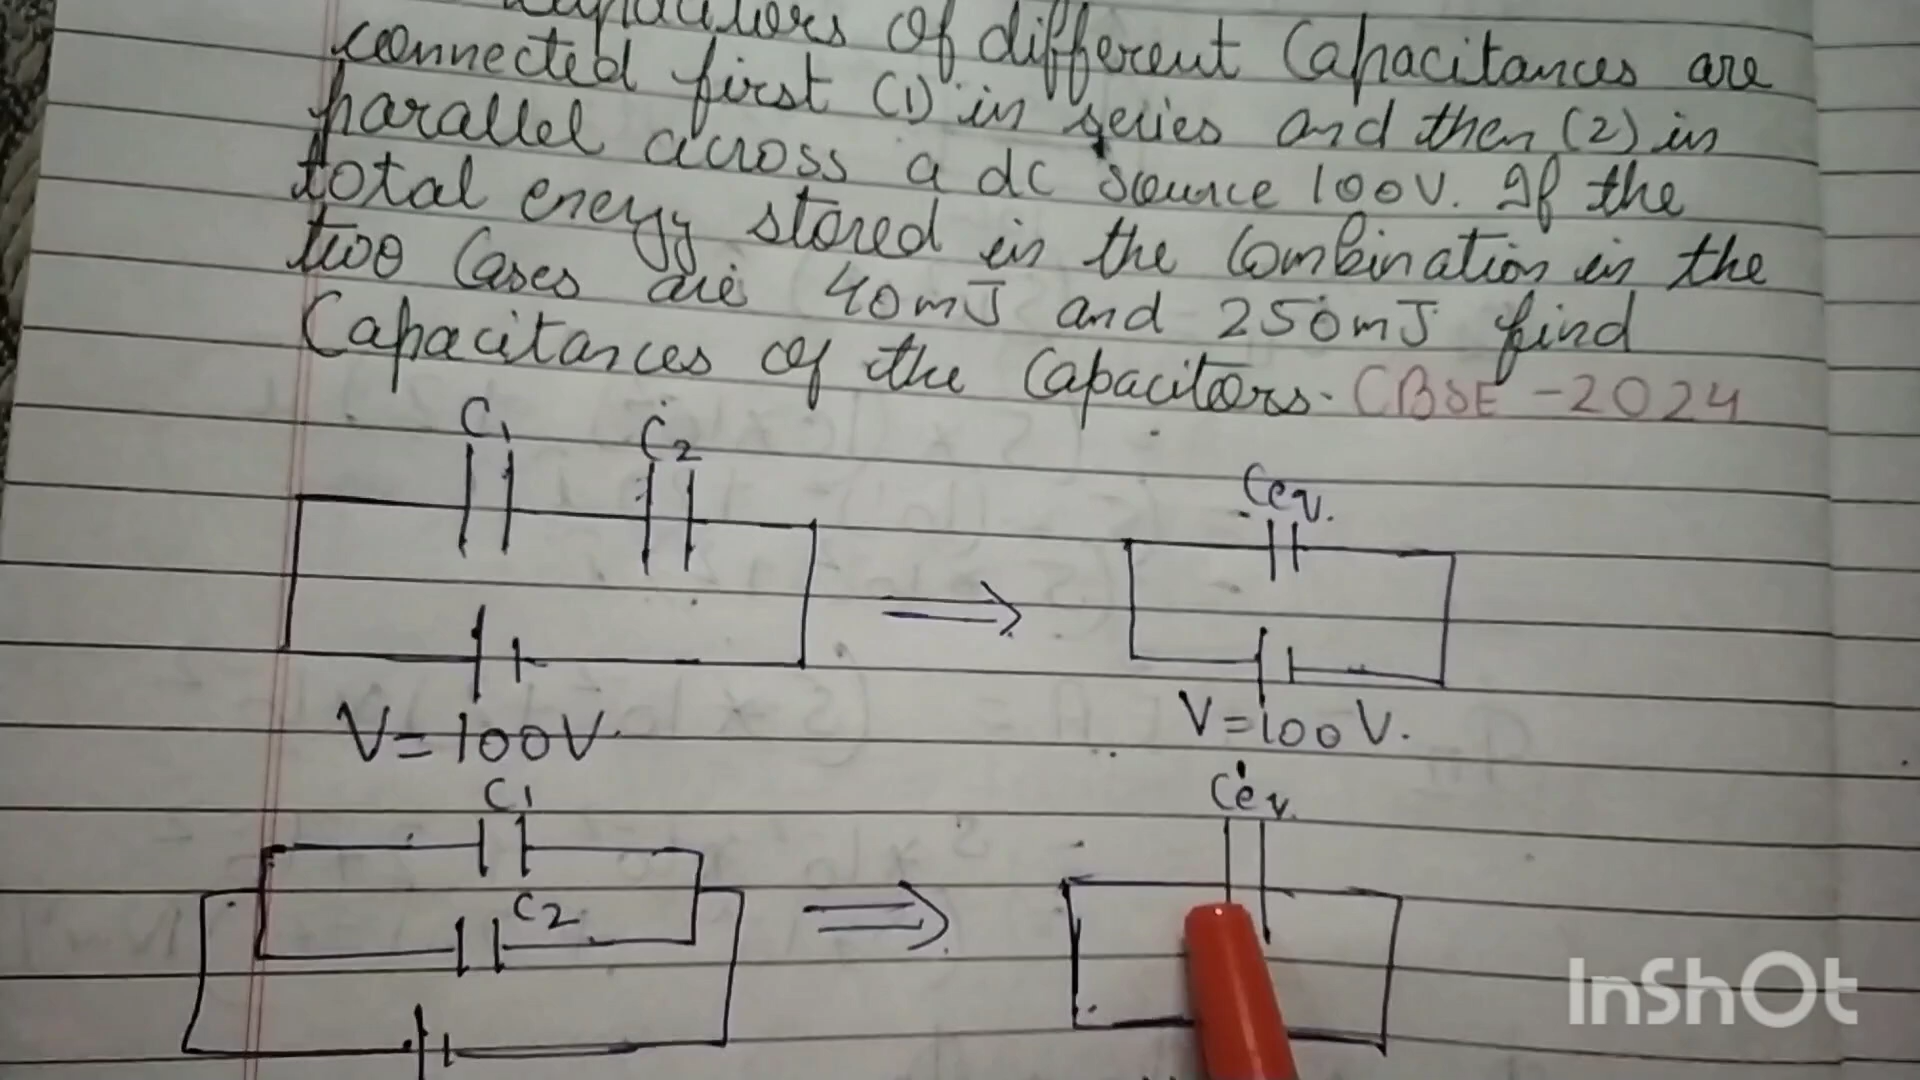 Capacitors of different Capacitances are
connected first (1) in series and then (2) in
parallel across a dc source 100V. If the
total energy stored in the combination in the
two Cases are 40mJ and 250mJ find
Capacitances of the Capacitors. CBSE -2024
C1 C2
Ceq.
V=100V.
V=100V.
C1
C'eq.
C2
InShOt